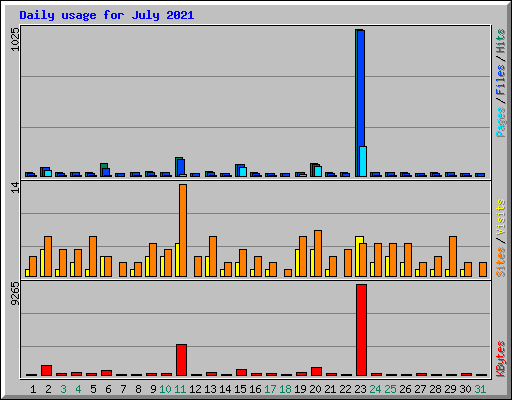 Daily usage for July 2021
1025
Pages / Files / Hits
14
Sites / Visits
9265
KBytes
1 2 3 4 5 6 7 8 9 10 11 12 13 14 15 16 17 18 19 20 21 22 23 24 25 26 27 28 29 30 31